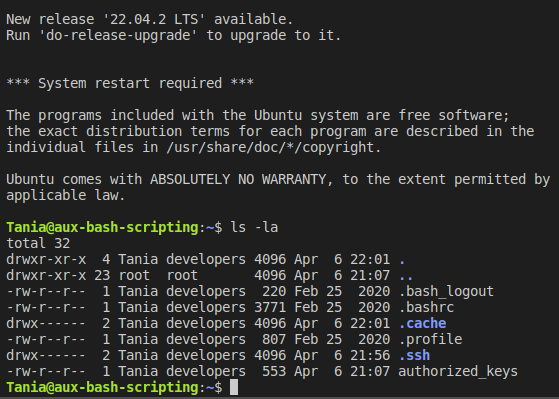 New release '22.04.2 LTS' available.
Run 'do-release-upgrade' to upgrade to it.
*** System restart required ***
The programs included with the Ubuntu system are free software;
the exact distribution terms for each program are described in the
individual files in /usr/share/doc/*/copyright.
Ubuntu comes with ABSOLUTELY NO WARRANTY, to the extent permitted by
applicable law.
Tania@aux-bash-scripting:~$ ls -la
total 32
drwxr-xr-x  4 Tania developers 4096 Apr  6 22:01 .
drwxr-xr-x 23 root  root       4096 Apr  6 21:07 ..
-rw-r--r--  1 Tania developers  220 Feb 25  2020 .bash_logout
-rw-r--r--  1 Tania developers 3771 Feb 25  2020 .bashrc
drwx------  2 Tania developers 4096 Apr  6 22:01 .cache
-rw-r--r--  1 Tania developers  807 Feb 25  2020 .profile
drwx------  2 Tania developers 4096 Apr  6 21:56 .ssh
-rw-r--r--  1 Tania developers  553 Apr  6 21:07 authorized_keys
Tania@aux-bash-scripting:~$